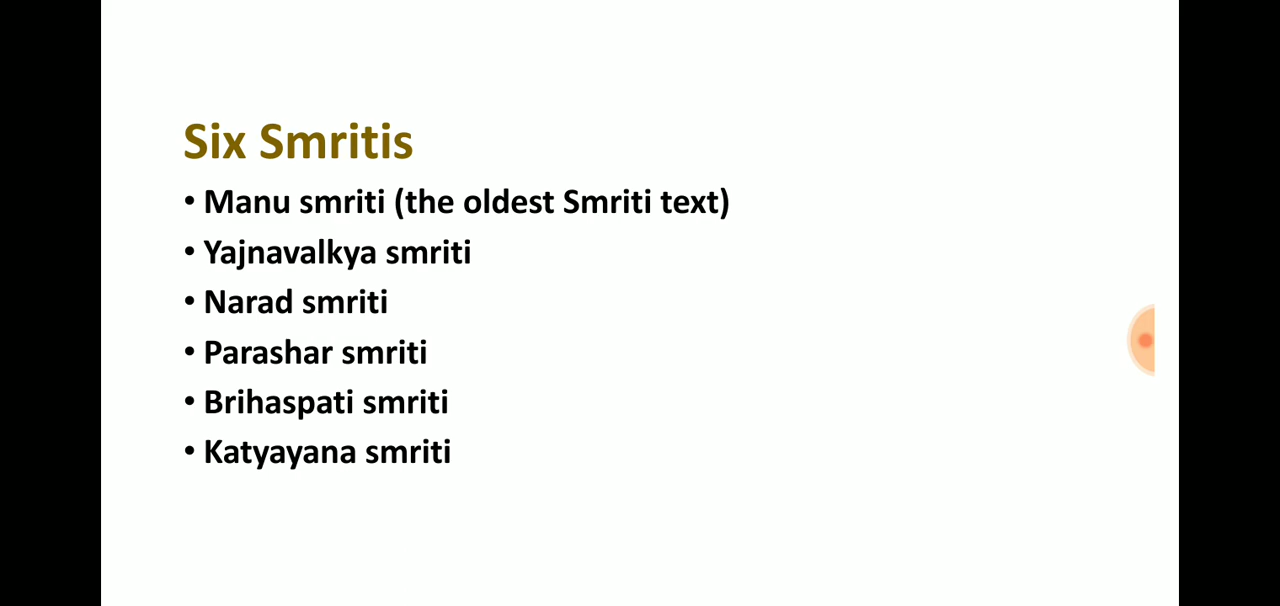 Six Smritis
• Manu smriti (the oldest Smriti text)
• Yajnavalkya smriti
• Narad smriti
• Parashar smriti
• Brihaspati smriti
• Katyayana smriti